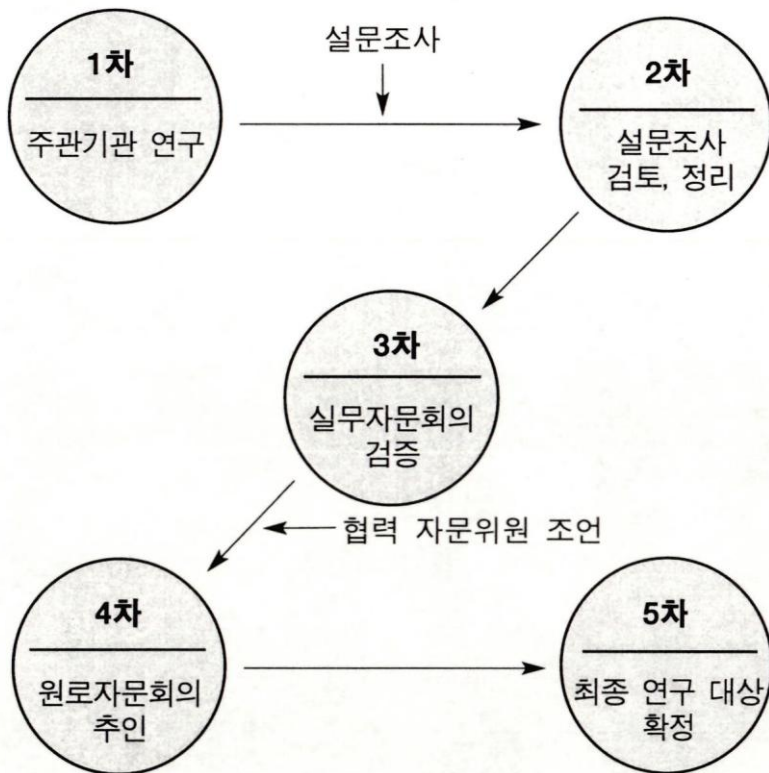 1차
주관기관 연구
설문조사
2차
설문조사
검토, 정리
3차
실무자문회의
검증
협력 자문위원 조언
4차
원로자문회의
추인
5차
최종 연구 대상
확정